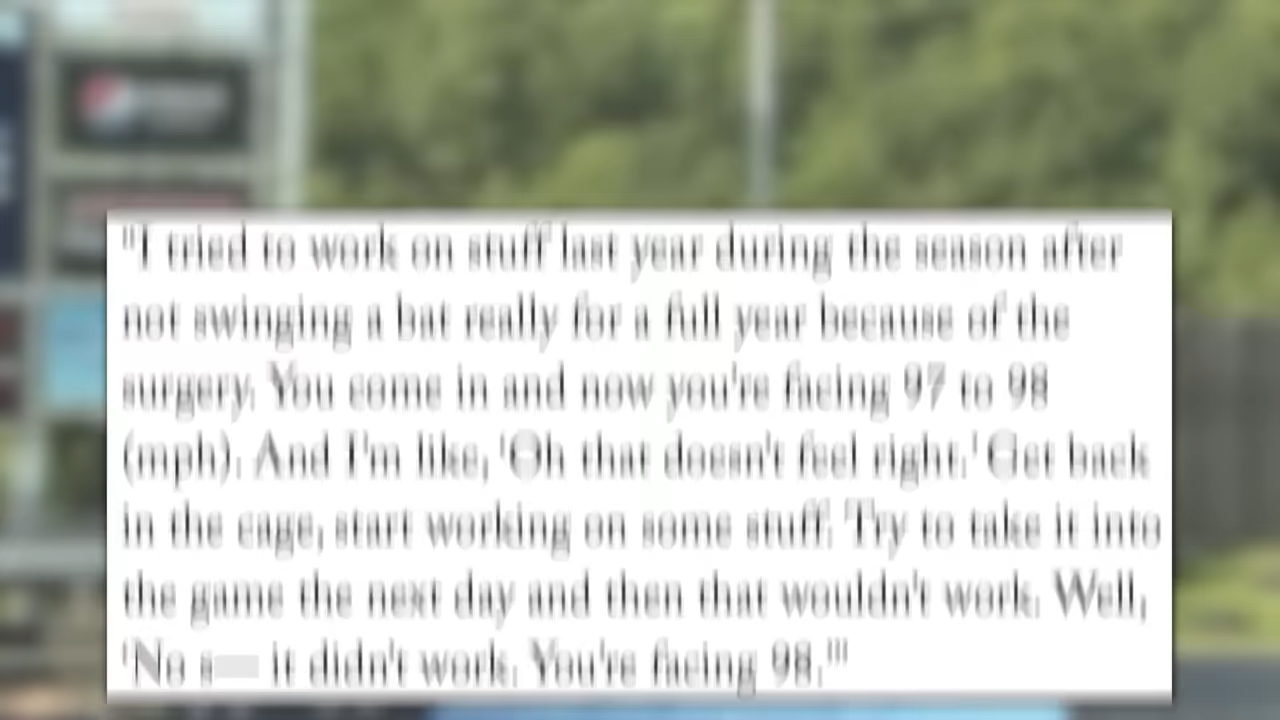 "I tried to work on stuff last year during the season after
not swinging a bat really for a full year because of the
surgery. You come in and now you're facing 97 to 98
(mph). And I'm like, 'Oh that doesn't feel right.' Get back
in the cage, start working on some stuff. Try to take it into
the game the next day and then that wouldn't work. Well,
'No s— it didn't work. You're facing 98.'"